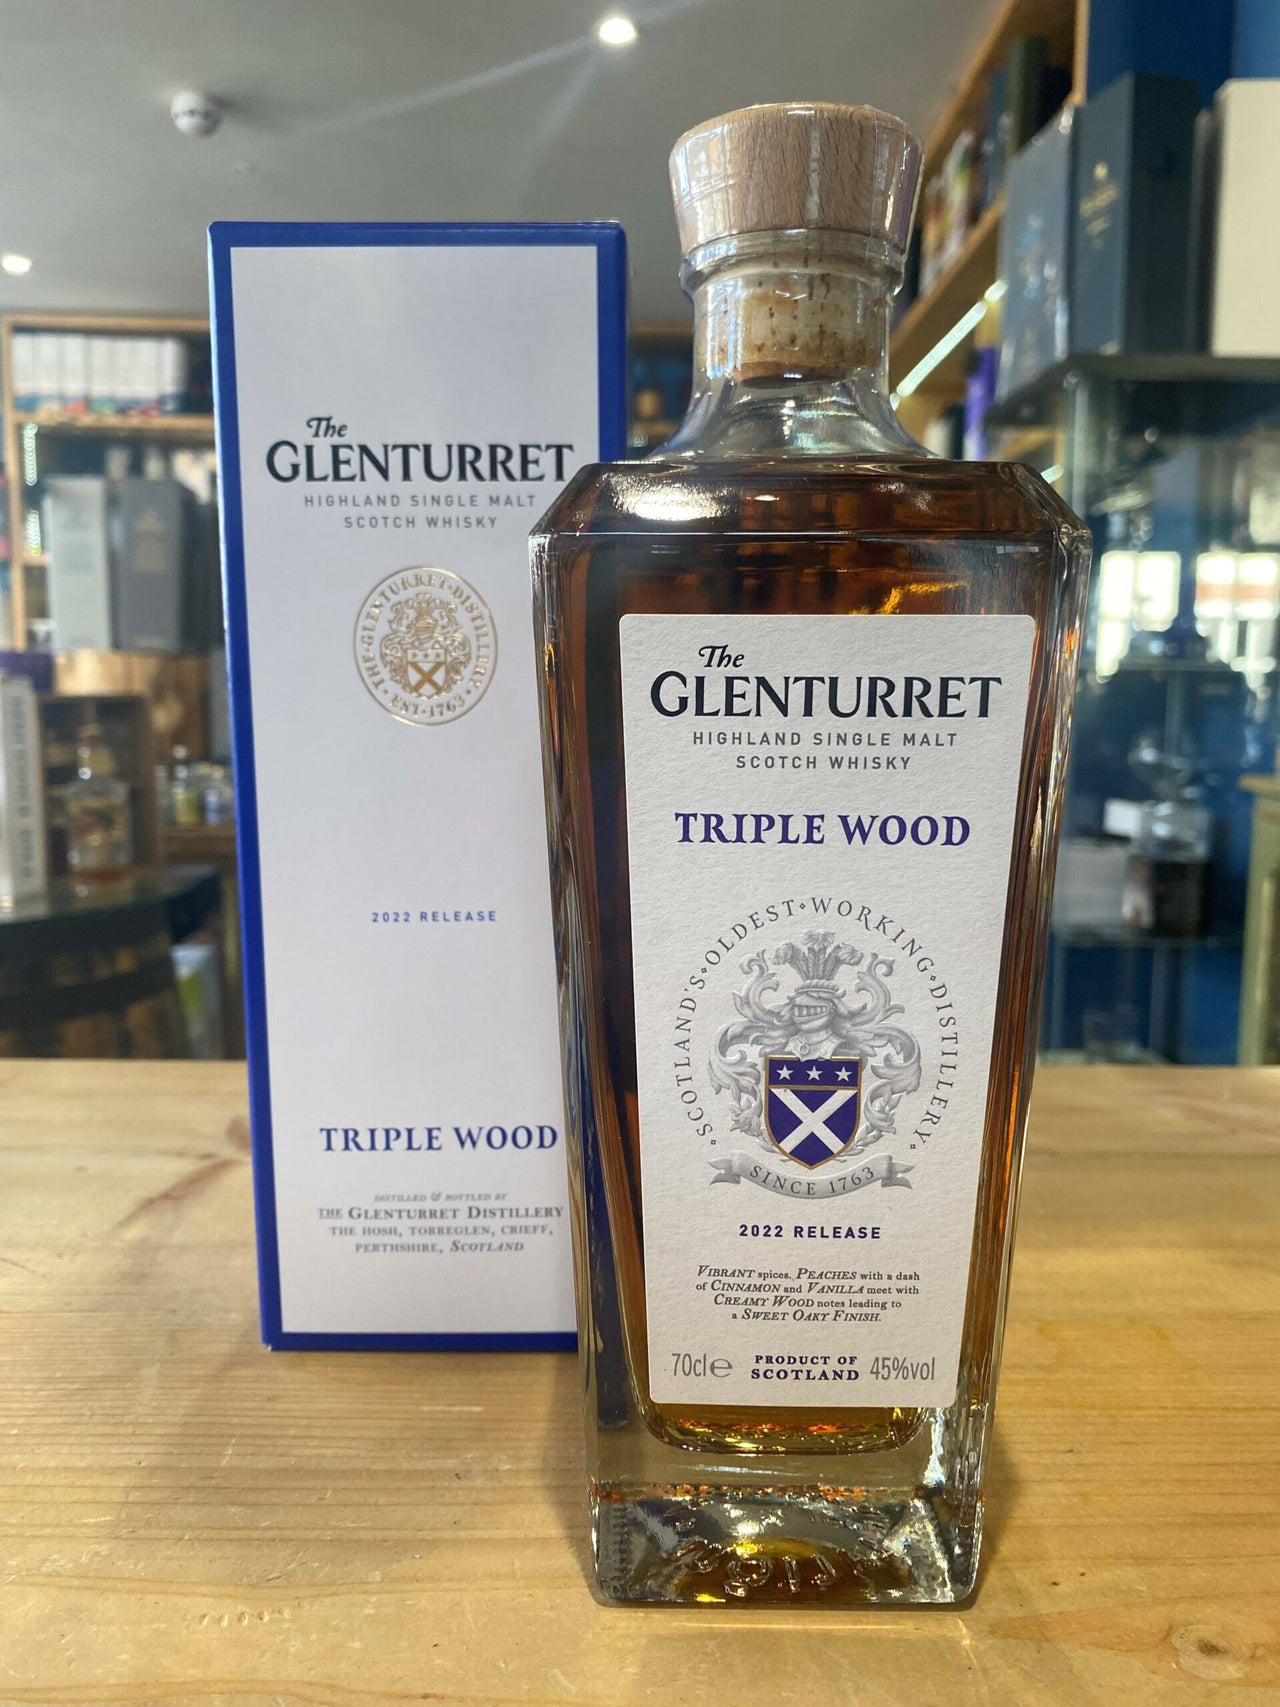 The
GLENTURRET
HIGHLAND SINGLE MALT
SCOTCH WHISKY
THE·GLENTURRET·DISTILLERY
EST·1763
2022 RELEASE
TRIPLE WOOD
DISTILLED & BOTTLED BY
THE GLENTURRET DISTILLERY
THE HOSH, TORREGLEN, CRIEFF,
PERTHSHIRE, SCOTLAND
The
GLENTURRET
HIGHLAND SINGLE MALT
SCOTCH WHISKY
TRIPLE WOOD
SCOTLAND'S·OLDEST·WORKING·DISTILLERY
SINCE 1763
2022 RELEASE
VIBRANT spices. PEACHES with a dash
of CINNAMON and VANILLA meet with
CREAMY WOOD notes leading to
a SWEET OAKY FINISH.
70cl e PRODUCT OF SCOTLAND 45%vol